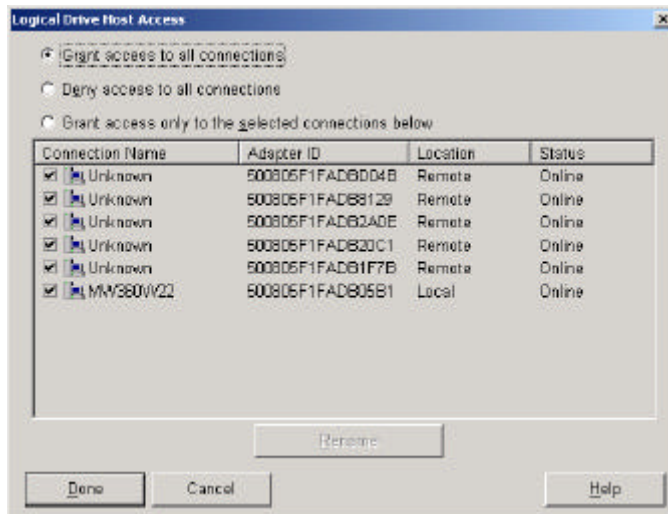 Logical Drive Host Access
Grant access to all connections
Deny access to all connections
Grant access only to the selected connections below
Connection Name Adapter ID Location Status
Unknown 500805F1FADBD04B Remote Online
Unknown 500805F1FADB8129 Remote Online
Unknown 500805F1FADB2A0E Remote Online
Unknown 500805F1FADB20C1 Remote Online
Unknown 500805F1FADB1F7B Remote Online
MW360W22 500805F1FADB05B1 Local Online
Rename
Done Cancel Help